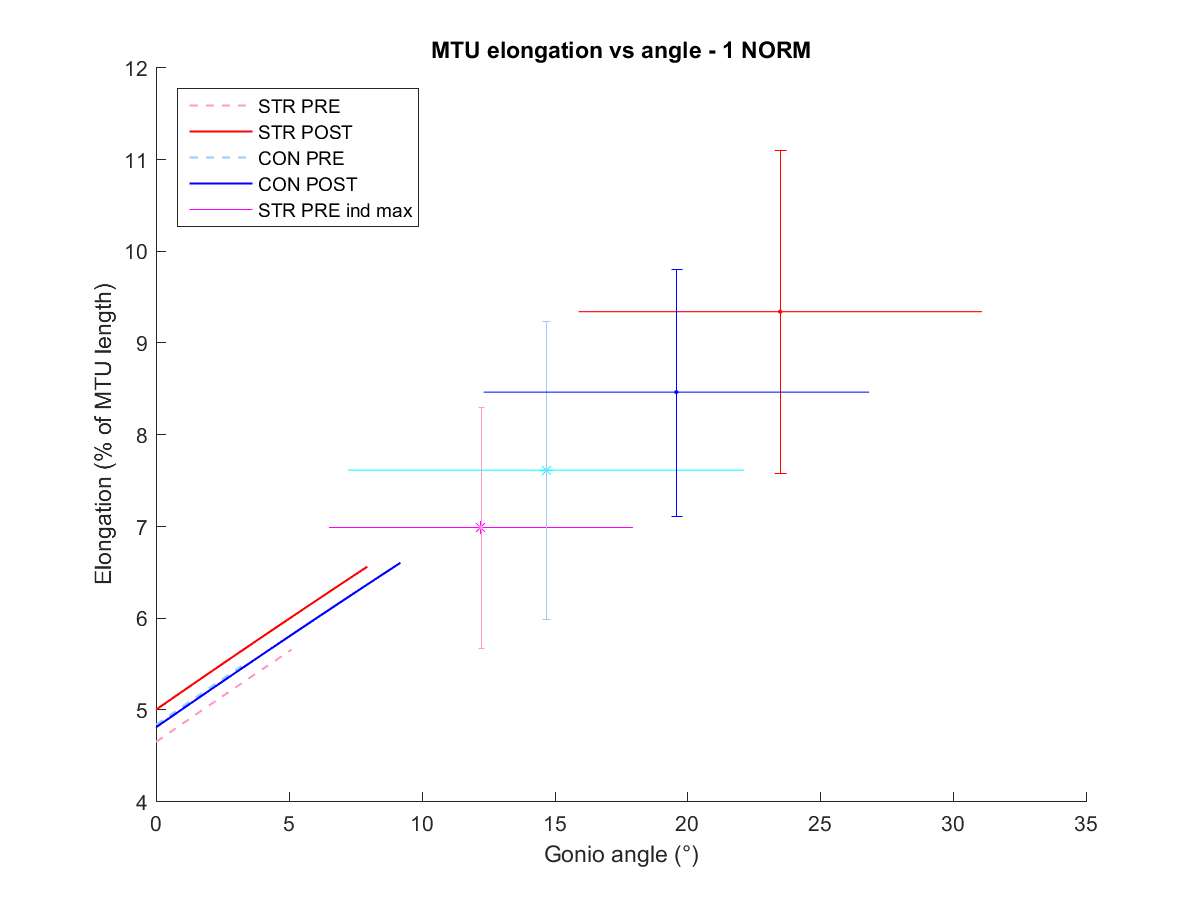 MTU elongation vs angle - 1 NORM
12
11
10
9
8
7
6
5
4
Elongation (% of MTU length)
STR PRE
STR POST
CON PRE
CON POST
STR PRE ind max
0 5 10 15 20 25 30 35
Gonio angle (°)